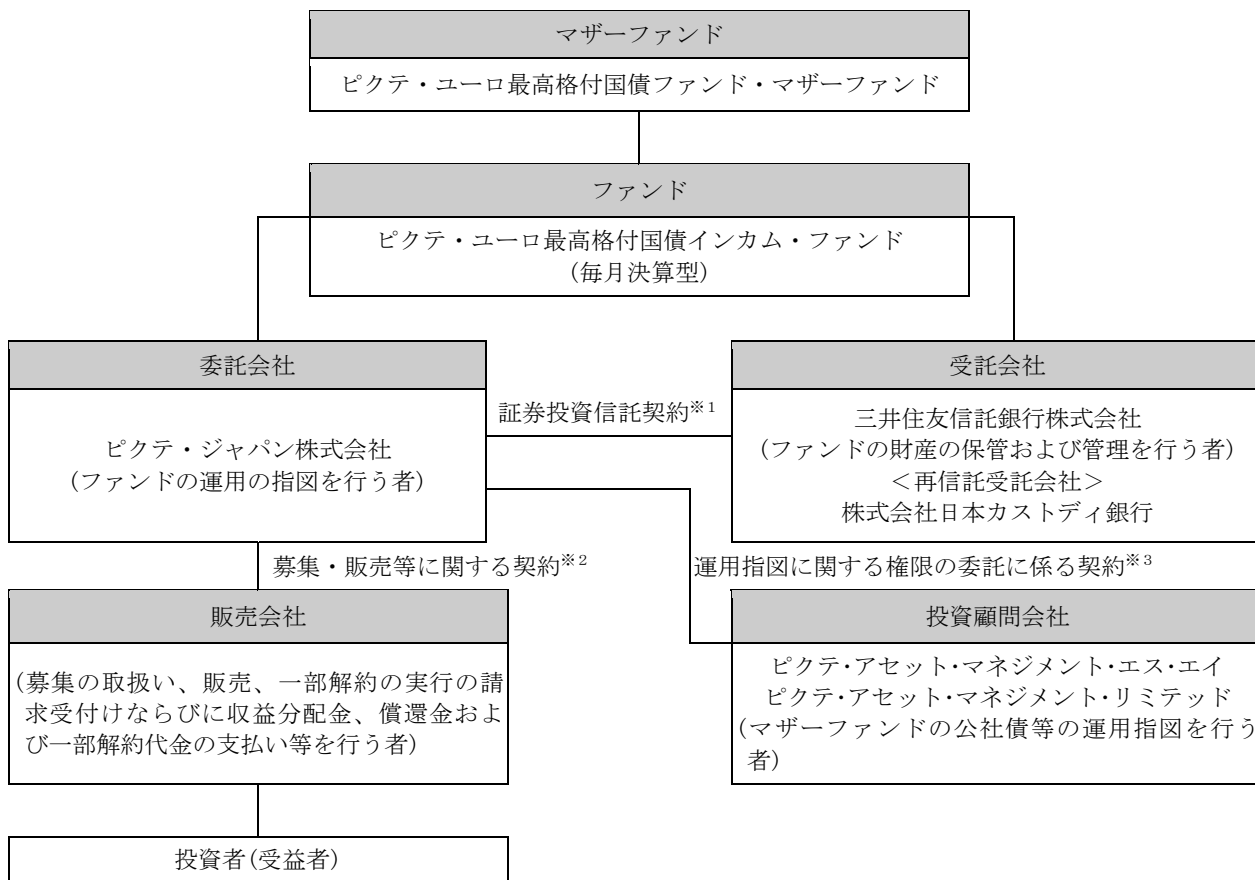 マザーファンド
ピクテ・ユーロ最高格付国債ファンド・マザーファンド
ファンド
ピクテ・ユーロ最高格付国債インカム・ファンド
(毎月決算型)
委託会社
ピクテ・ジャパン株式会社
(ファンドの運用の指図を行う者)
証券投資信託契約※1
受託会社
三井住友信託銀行株式会社
(ファンドの財産の保管および管理を行う者)
＜再信託受託会社＞
株式会社日本カストディ銀行
募集・販売等に関する契約※2
運用指図に関する権限の委託に係る契約※3
販売会社
(募集の取扱い、販売、一部解約の実行の請
求受付けならびに収益分配金、償還金およ
び一部解約代金の支払い等を行う者)
投資顧問会社
ピクテ・アセット・マネジメント・エス・エイ
ピクテ・アセット・マネジメント・リミテッド
(マザーファンドの公社債等の運用指図を行う
者)
投資者(受益者)